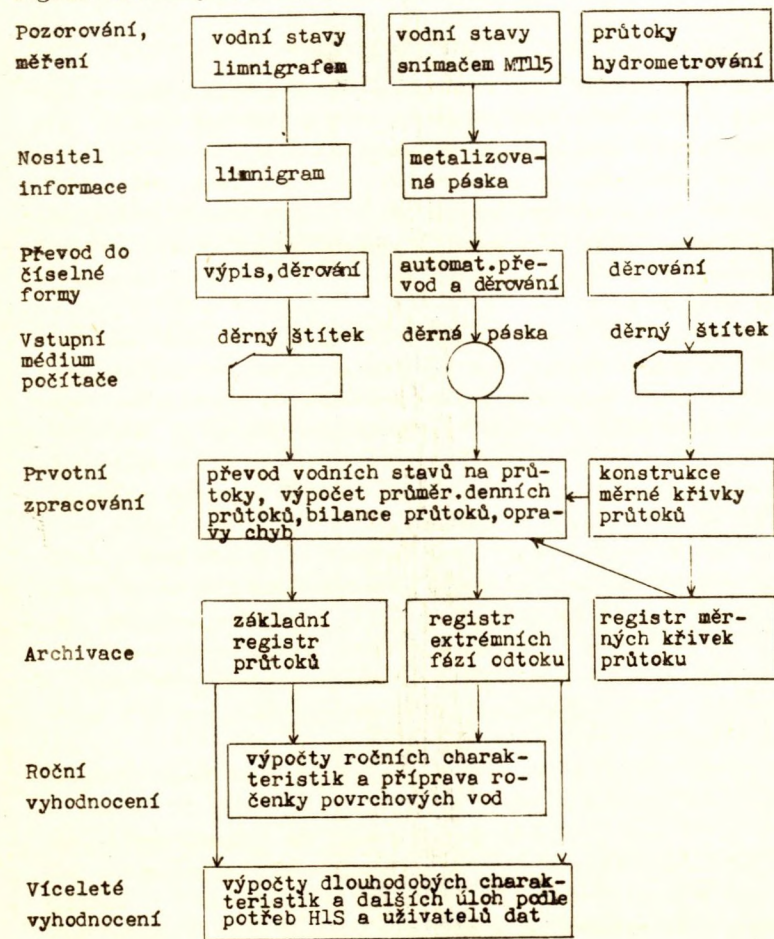 Pozorování,
měření
vodní stavy
limnigrafem
vodní stavy
snímačem MT115
průtoky
hydrometrování
Nositel
informace
limnigram
metalizova-
ná páska
Převod do
číselné
formy
výpis,děrování
automat.pře-
vod a děrování
děrování
Vstupní
médium
počítače
děrný štítek
děrná páska
děrný štítek
Prvotní
zpracování
převod vodních stavů na prů-
toky, výpočet průměr.denních
průtoků,bilance průtoků,opra-
vy chyb
konstrukce
měrné křivky
průtoků
Archivace
základní
registr
průtoků
registr
extrémních
fází odtoku
registr měr-
ných křivek
průtoku
Roční
vyhodnocení
výpočty ročních charak-
teristik a příprava ro-
čenky povrchových vod
Víceleté
vyhodnocení
výpočty dlouhodobých charak-
teristik a dalších úloh podle
potřeb HlS a uživatelů dat